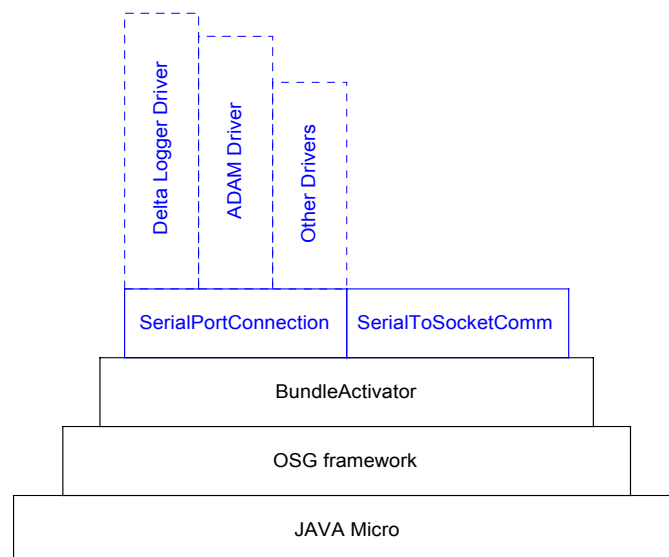 Delta Logger Driver
ADAM Driver
Other Drivers
SerialPortConnection
SerialToSocketComm
BundleActivator
OSG framework
JAVA Micro